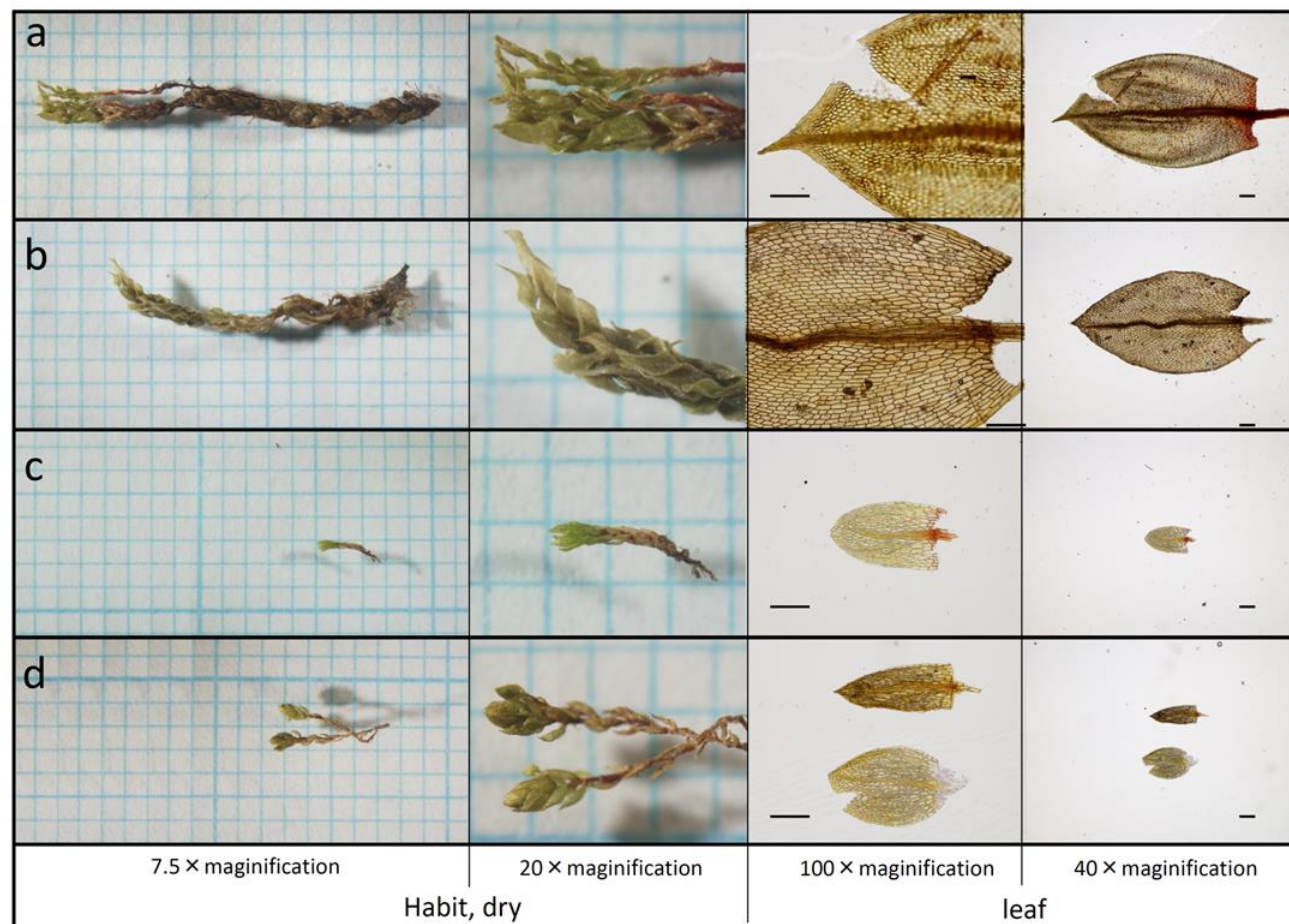 a
b
c
d
7.5 × maginification
20 × maginification
100 × maginification
40 × maginification
Habit, dry
leaf